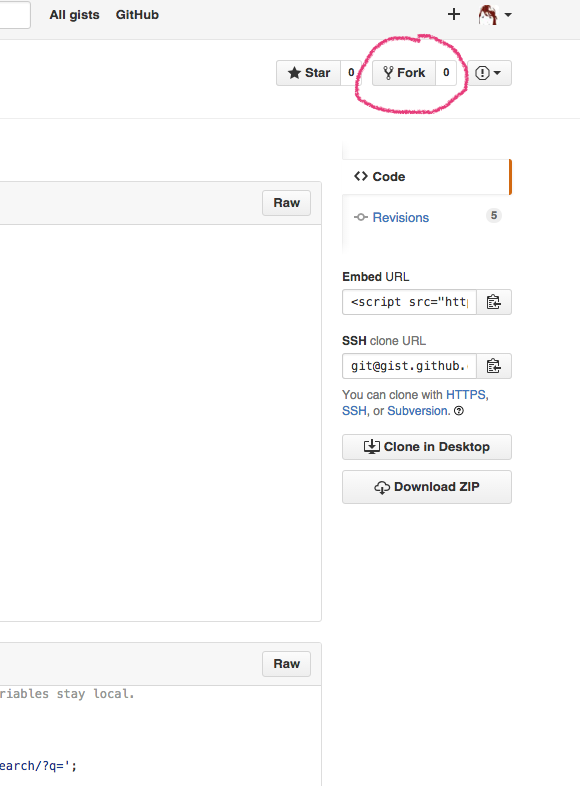 All gists GitHub
Star 0 Fork 0
Code
Raw
Revisions 5
Embed URL
<script src="http
SSH clone URL
git@gist.github.
You can clone with HTTPS,
SSH, or Subversion.
Clone in Desktop
Download ZIP
Raw
riables stay local.
earch/?q=';